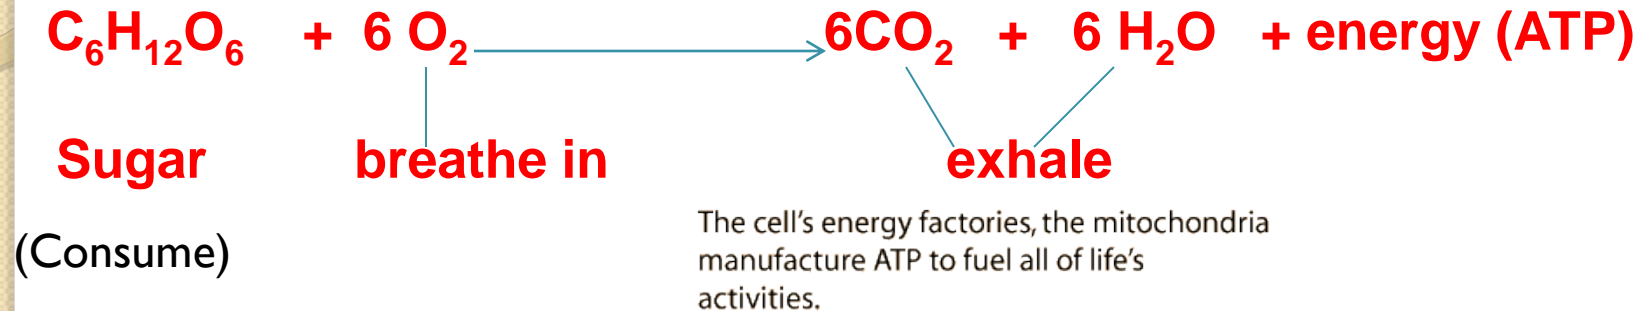 C₆H₁₂O₆ + 6 O₂ 6CO₂ + 6 H₂O + energy (ATP)
Sugar breathe in exhale
(Consume)
The cell's energy factories, the mitochondria
manufacture ATP to fuel all of life's
activities.